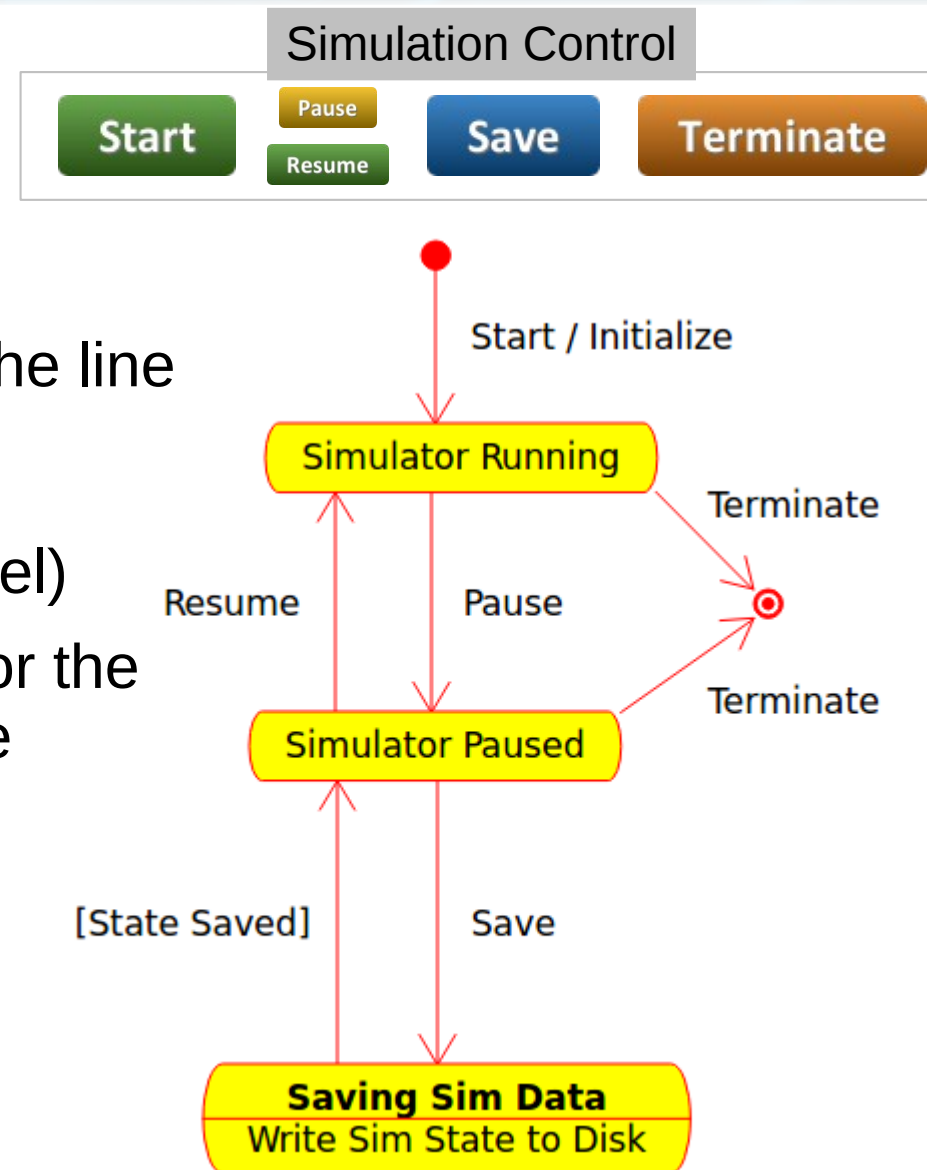 Simulation Control
Start
Pause
Resume
Save
Terminate
Start / Initialize
he line
Simulator Running
Terminate
el)
Resume
Pause
or the
Terminate
e
Simulator Paused
[State Saved]
Save
Saving Sim Data
Write Sim State to Disk